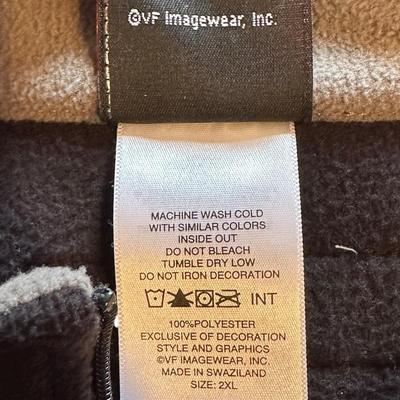 ©VF Imagewear, Inc.
MACHINE WASH COLD
WITH SIMILAR COLORS
INSIDE OUT
DO NOT BLEACH
TUMBLE DRY LOW
DO NOT IRON DECORATION
INT
100%POLYESTER
EXCLUSIVE OF DECORATION
STYLE AND GRAPHICS
©VF IMAGEWEAR, INC.
MADE IN SWAZILAND
SIZE: 2XL